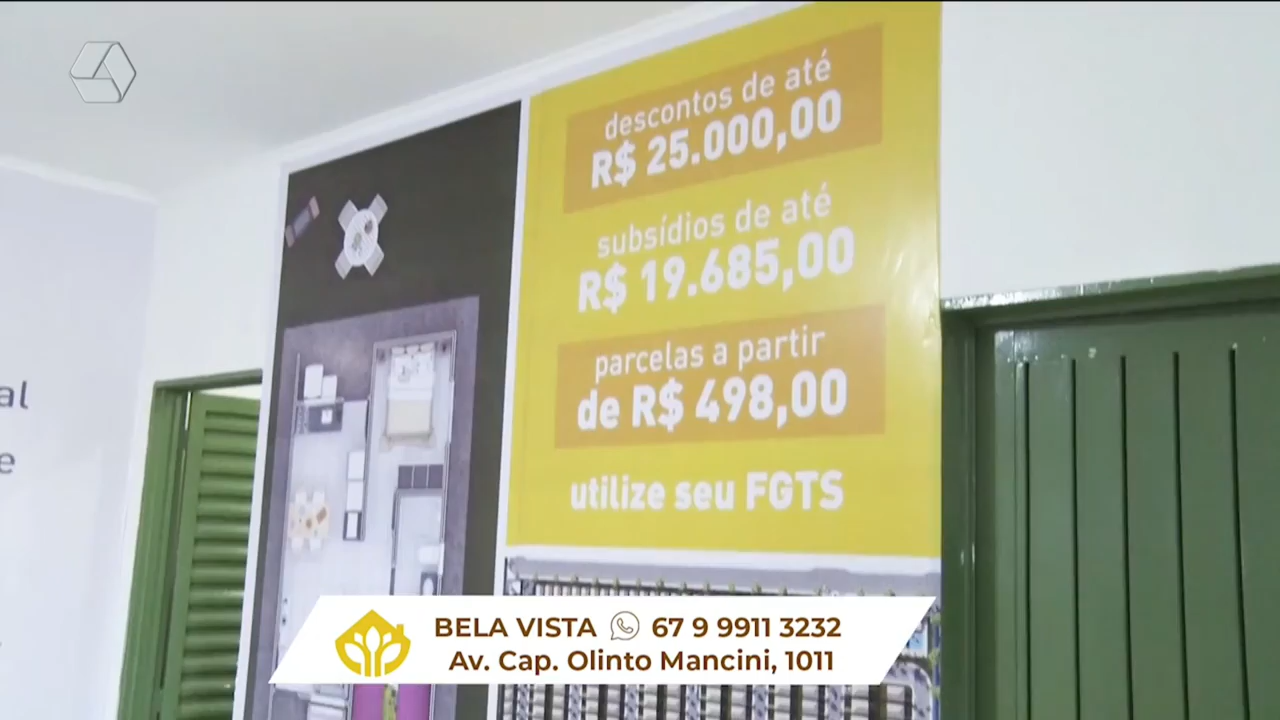 descontos de até
R$ 25.000,00
subsídios de até
R$ 19.685,00
parcelas a partir
de R$ 498,00
utilize seu FGTS
al
e
BELA VISTA 67 9 9911 3232
Av. Cap. Olinto Mancini, 1011